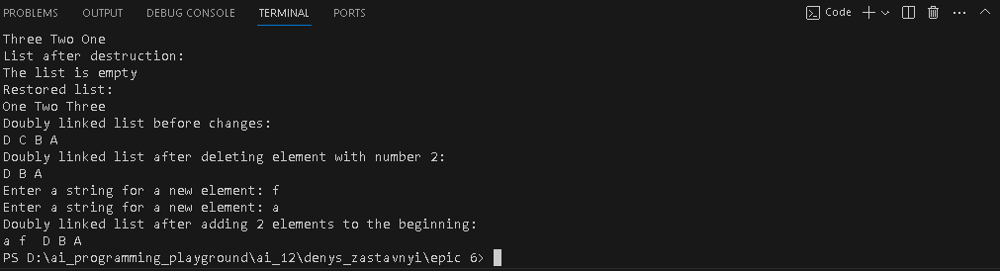 PROBLEMS OUTPUT DEBUG CONSOLE TERMINAL PORTS Code
Three Two One
List after destruction:
The list is empty
Restored list:
One Two Three
Doubly linked list before changes:
D C B A
Doubly linked list after deleting element with number 2:
D B A
Enter a string for a new element: f
Enter a string for a new element: a
Doubly linked list after adding 2 elements to the beginning:
a f  D B A
PS D:\ai_programming_playground\ai_12\denys_zastavnyi\epic 6>